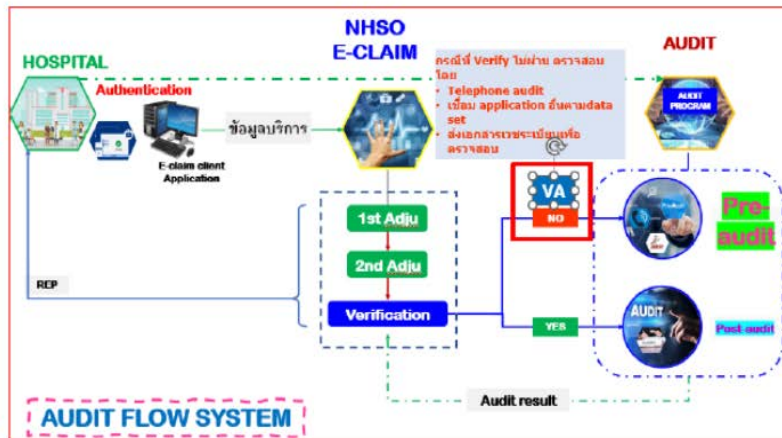 NHSO
E-CLAIM
HOSPITAL
AUDIT
Authentication
กรณีที่ Verify ไม่ผ่าน ตรวจสอบ
โดย
• Telephone audit
• เชื่อม application อื่นตามdata
set
• ส่งเอกสารเวชระเบียนเพื่อ
ตรวจสอบ
AUDIT
PROGRAM
ข้อมูลบริการ
E-claim client
Application
VA
NO
1st Adju
2nd Adju
Verification
Pre-
audit
REP
YES
AUDIT
Post-audit
Audit result
AUDIT FLOW SYSTEM